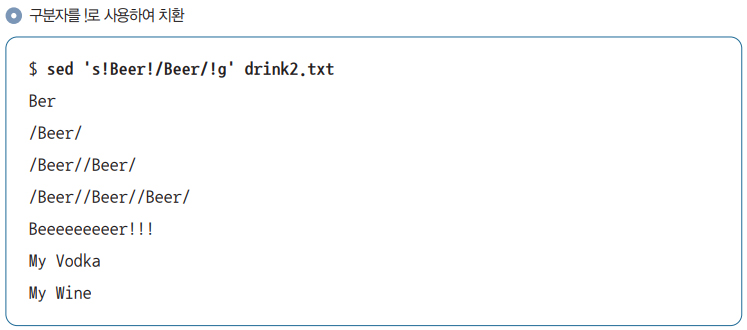 구분자를 !로 사용하여 치환
$ sed 's!Beer!/Beer/!g' drink2.txt
Ber
/Beer/
/Beer//Beer/
/Beer//Beer//Beer/
Beeeeeeeeer!!!
My Vodka
My Wine